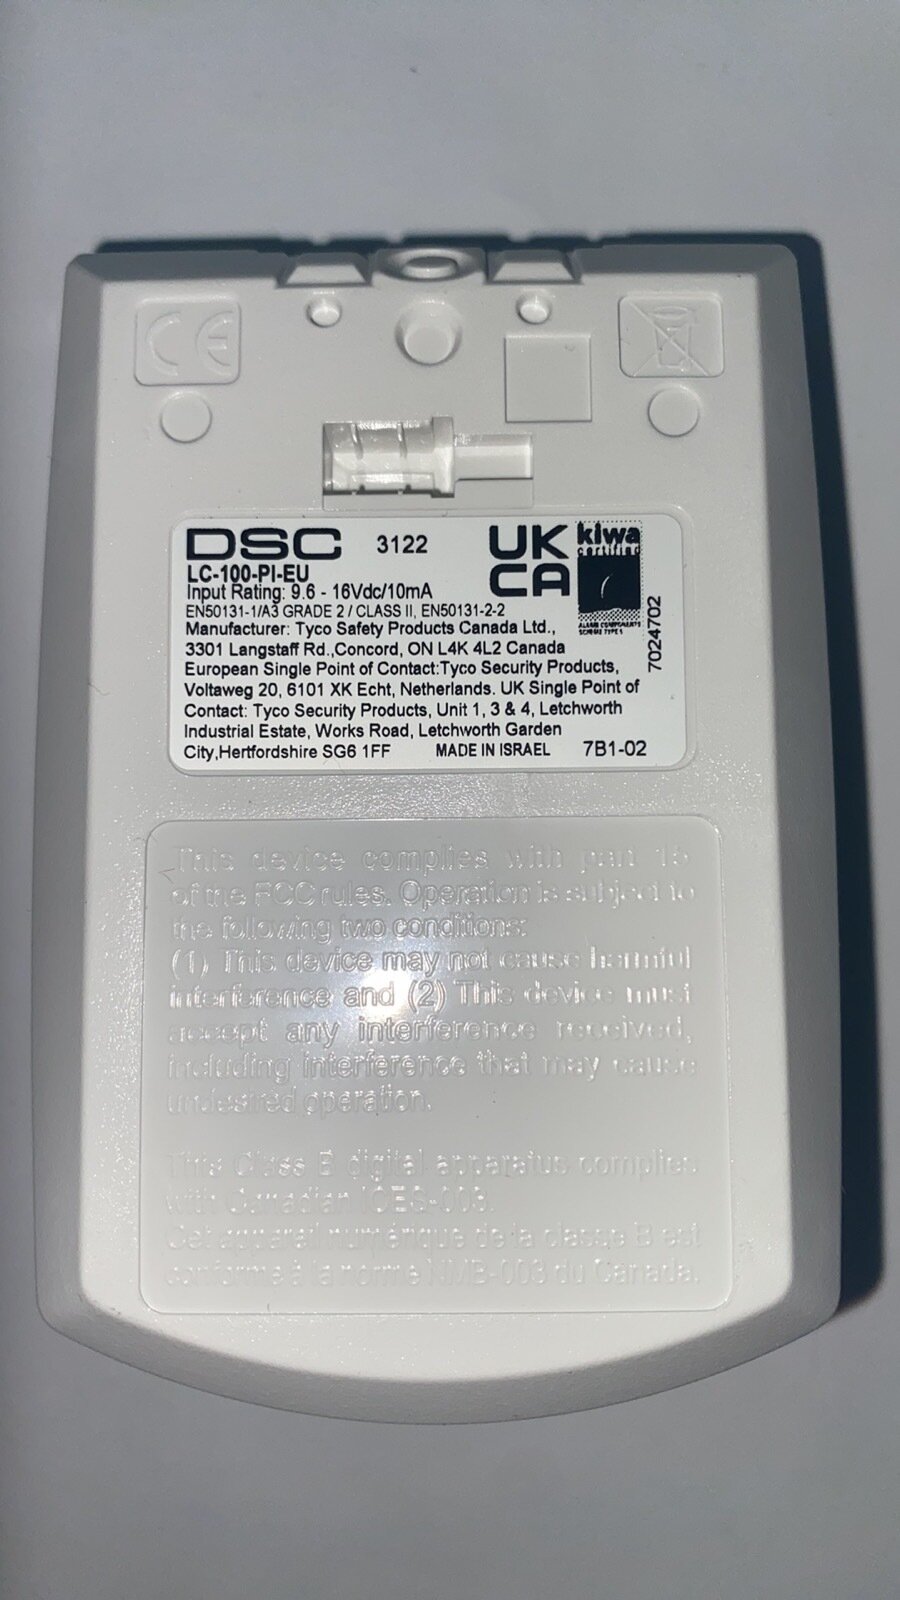 CE
DSC 3122 UK
CA
kiwa
certified
LC-100-PI-EU
Input Rating: 9.6 - 16Vdc/10mA
EN50131-1/A3 GRADE 2 / CLASS II, EN50131-2-2
ALARM COMPONENTS
SCHEME TYPE 5
7024702
Manufacturer: Tyco Safety Products Canada Ltd.,
3301 Langstaff Rd.,Concord, ON L4K 4L2 Canada
European Single Point of Contact:Tyco Security Products,
Voltaweg 20, 6101 XK Echt, Netherlands. UK Single Point of
Contact: Tyco Security Products, Unit 1, 3 & 4, Letchworth
Industrial Estate, Works Road, Letchworth Garden
City,Hertfordshire SG6 1FF MADE IN ISRAEL 7B1-02
This device complies with part 15
of the FCC rules. Operation is subject to
the following two conditions:
(1) This device may not cause harmful
interference and (2) This device must
accept any interference received,
including interference that may cause
undesired operation.
This Class B digital apparatus complies
with Canadian ICES-003.
Cet appareil numérique de la classe B est
conforme à la norme NMB-003 du Canada.